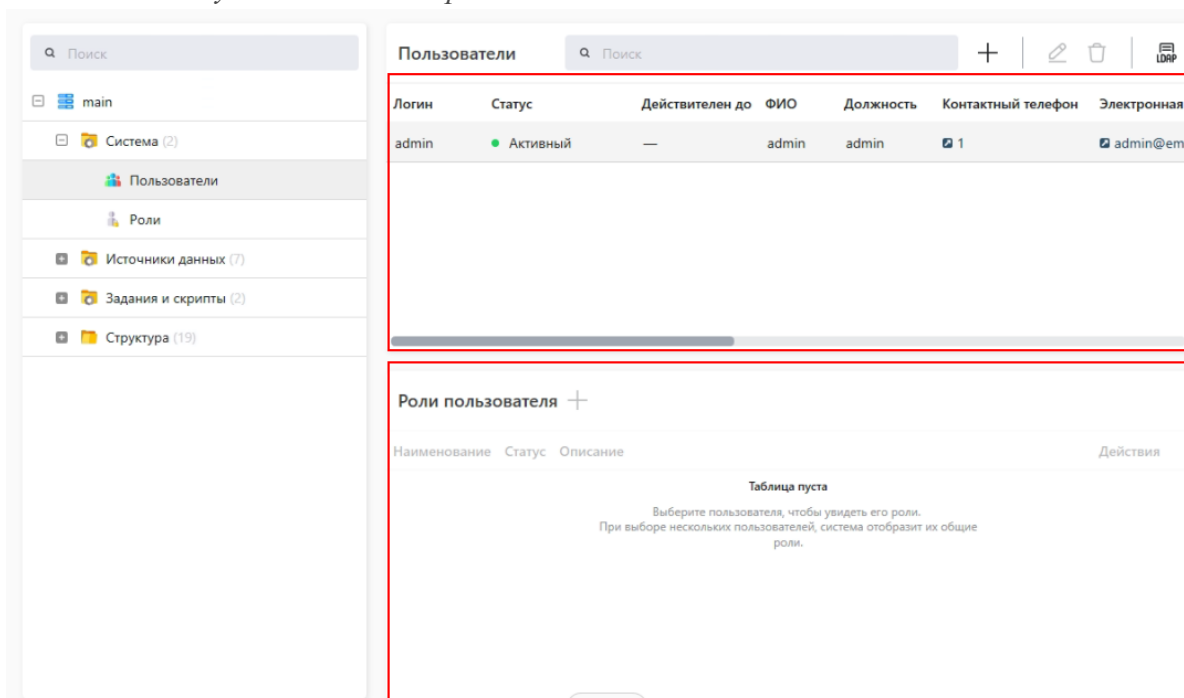 Поиск
main
Система (2)
Пользователи
Роли
Источники данных (7)
Задания и скрипты (2)
Структура (19)
Пользователи
Поиск
LDAP
Логин Статус Действителен до ФИО Должность Контактный телефон Электронная
admin Активный — admin admin 1 admin@em
Роли пользователя
Наименование Статус Описание Действия
Таблица пуста
Выберите пользователя, чтобы увидеть его роли.
При выборе нескольких пользователей, система отобразит их общие
роли.